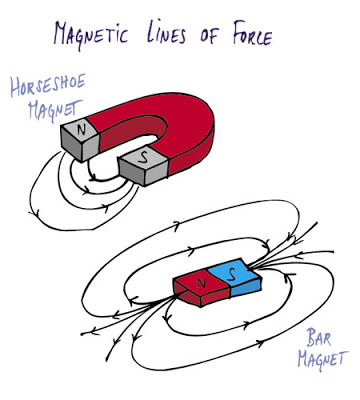 MAGNETIC LINES OF FORCE
HORSESHOE
MAGNET
N
S
N
S
BAR
MAGNET